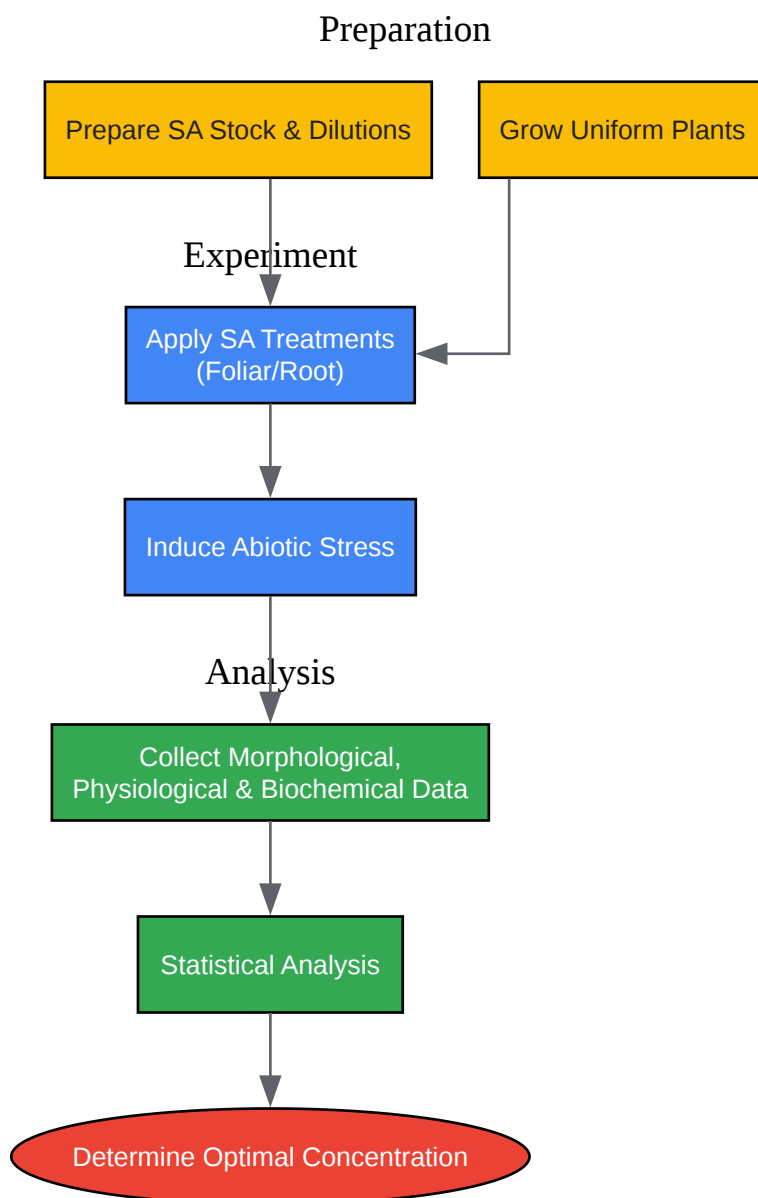 Preparation
Prepare SA Stock & Dilutions
Grow Uniform Plants
Experiment
Apply SA Treatments
(Foliar/Root)
Induce Abiotic Stress
Analysis
Collect Morphological,
Physiological & Biochemical Data
Statistical Analysis
Determine Optimal Concentration